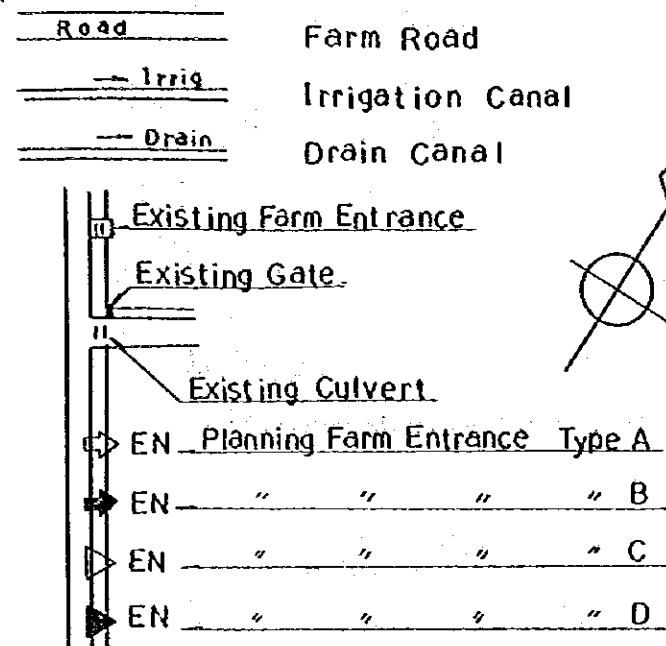 Road Farm Road
→ Irrig Irrigation Canal
→ Drain Drain Canal
Existing Farm Entrance
Existing Gate
Existing Culvert
EN Planning Farm Entrance Type A
EN 〃 〃 〃 〃 B
EN 〃 〃 〃 〃 C
EN 〃 〃 〃 〃 D